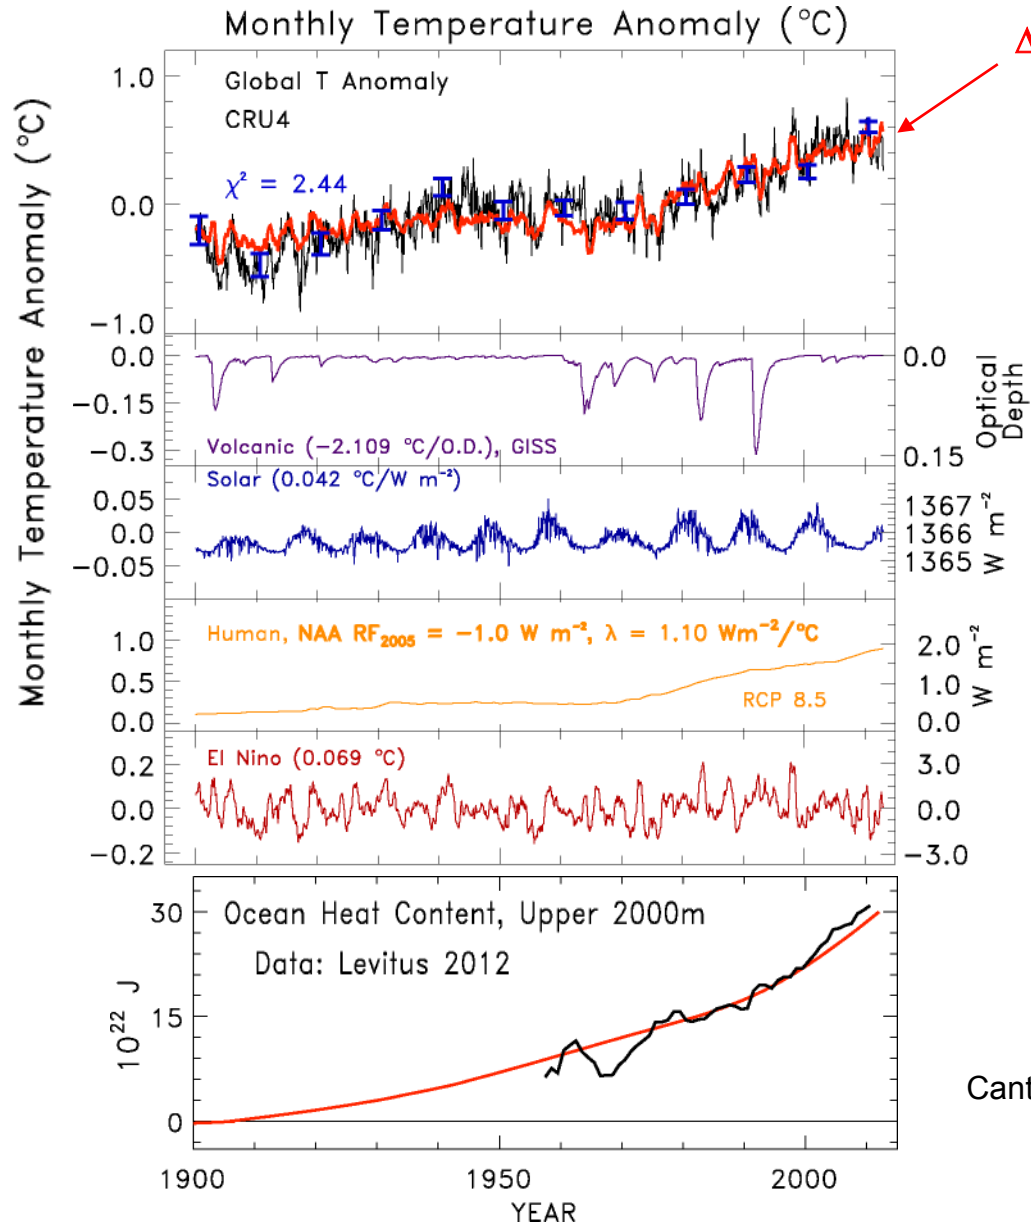 Monthly Temperature Anomaly (°C)
Δ
Monthly Temperature Anomaly (°C)
1.0
0.0
−1.0
Global T Anomaly
CRU4
χ² = 2.44
0.0
−0.15
−0.3
Volcanic (−2.109 °C/O.D.), GISS
0.0
0.15
Optical
Depth
Solar (0.042 °C/W m⁻²)
0.05
0.0
−0.05
1367
1366
1365
W m⁻²
Human, NAA RF₂₀₀₅ = −1.0 W m⁻², λ = 1.10 Wm⁻²/°C
1.0
0.5
0.0
RCP 8.5
2.0
1.0
0.0
W m⁻²
El Nino (0.069 °C)
0.2
0.0
−0.2
3.0
0.0
−3.0
Ocean Heat Content, Upper 2000m
Data: Levitus 2012
30
15
0
10²² J
Cant
1900
1950
2000
YEAR